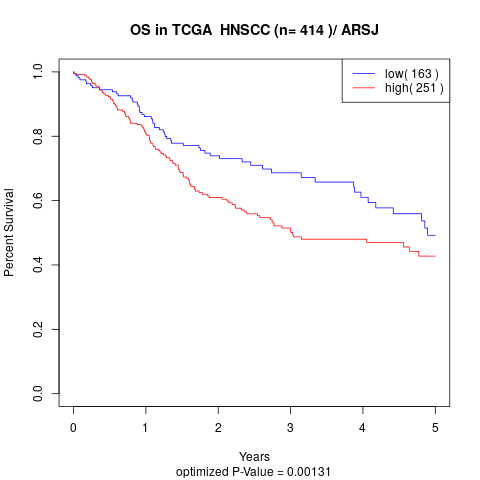 OS in TCGA HNSCC (n= 414 )/ ARSJ
low( 163 )
high( 251 )
Percent Survival
1.0
0.8
0.6
0.4
0.2
0.0
0 1 2 3 4 5
Years
optimized P-Value = 0.00131